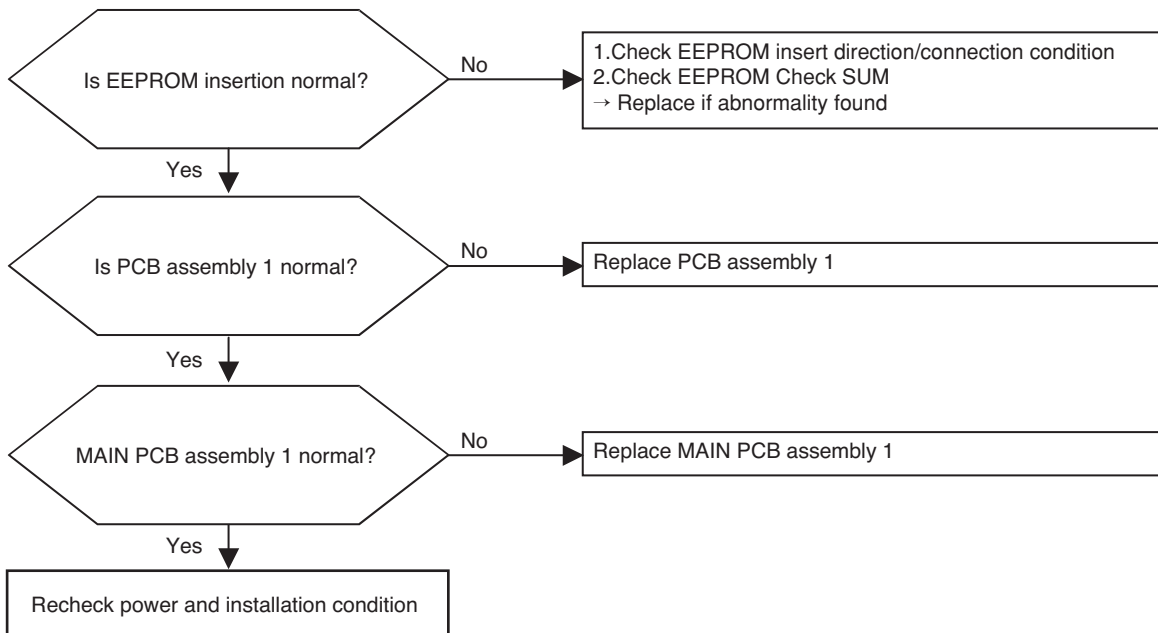 Is EEPROM insertion normal?
No
1.Check EEPROM insert direction/connection condition
2.Check EEPROM Check SUM
→ Replace if abnormality found
Yes
Is PCB assembly 1 normal?
No
Replace PCB assembly 1
Yes
MAIN PCB assembly 1 normal?
No
Replace MAIN PCB assembly 1
Yes
Recheck power and installation condition